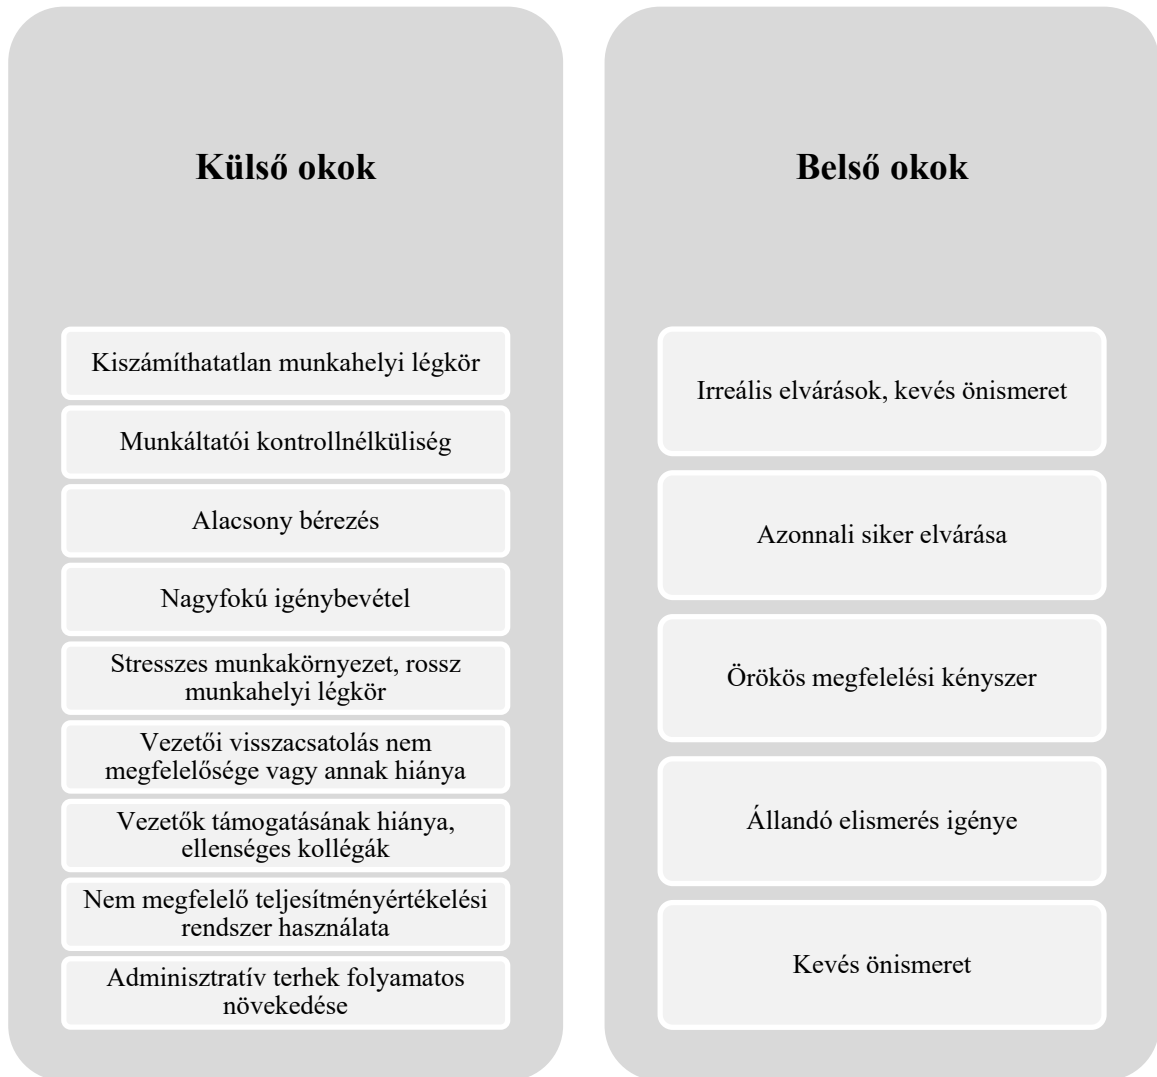 Külső okok
Kiszámíthatatlan munkahelyi légkör
Munkáltatói kontrollnélküliség
Alacsony bérezés
Nagyfokú igénybevétel
Stresszes munkakörnyezet, rossz
munkahelyi légkör
Vezetői visszacsatolás nem
megfelelősége vagy annak hiánya
Vezetők támogatásának hiánya,
ellenséges kollégák
Nem megfelelő teljesítményértékelési
rendszer használata
Adminisztratív terhek folyamatos
növekedése
Belső okok
Irreális elvárások, kevés önismeret
Azonnali siker elvárása
Örökös megfelelési kényszer
Állandó elismerés igénye
Kevés önismeret